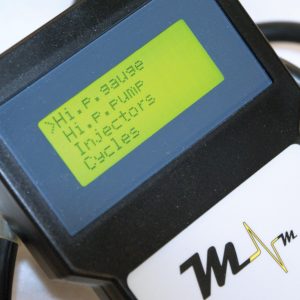 >Hi.p.gauge
Hi.p.pump
Injectors
Cycles
m m